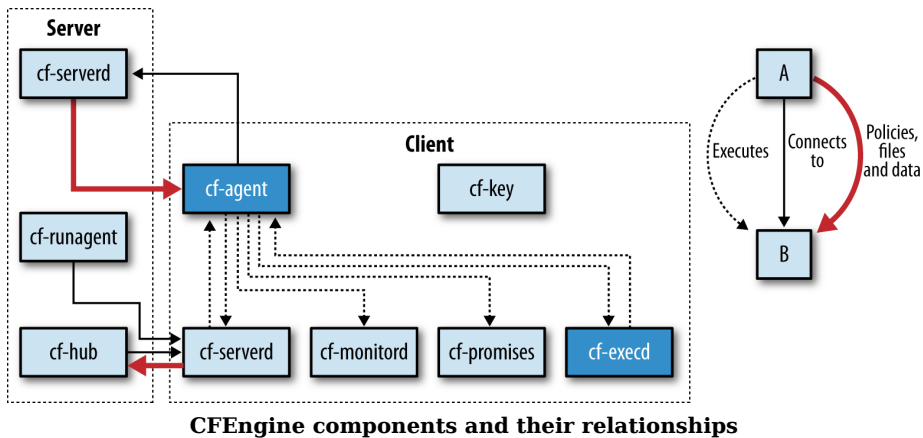 Server
cf-serverd
Client
cf-agent
cf-key
cf-runagent
cf-hub
cf-serverd
cf-monitord
cf-promises
cf-execd
A
Executes
Connects
to
Policies,
files
and data
B
CFEngine components and their relationships